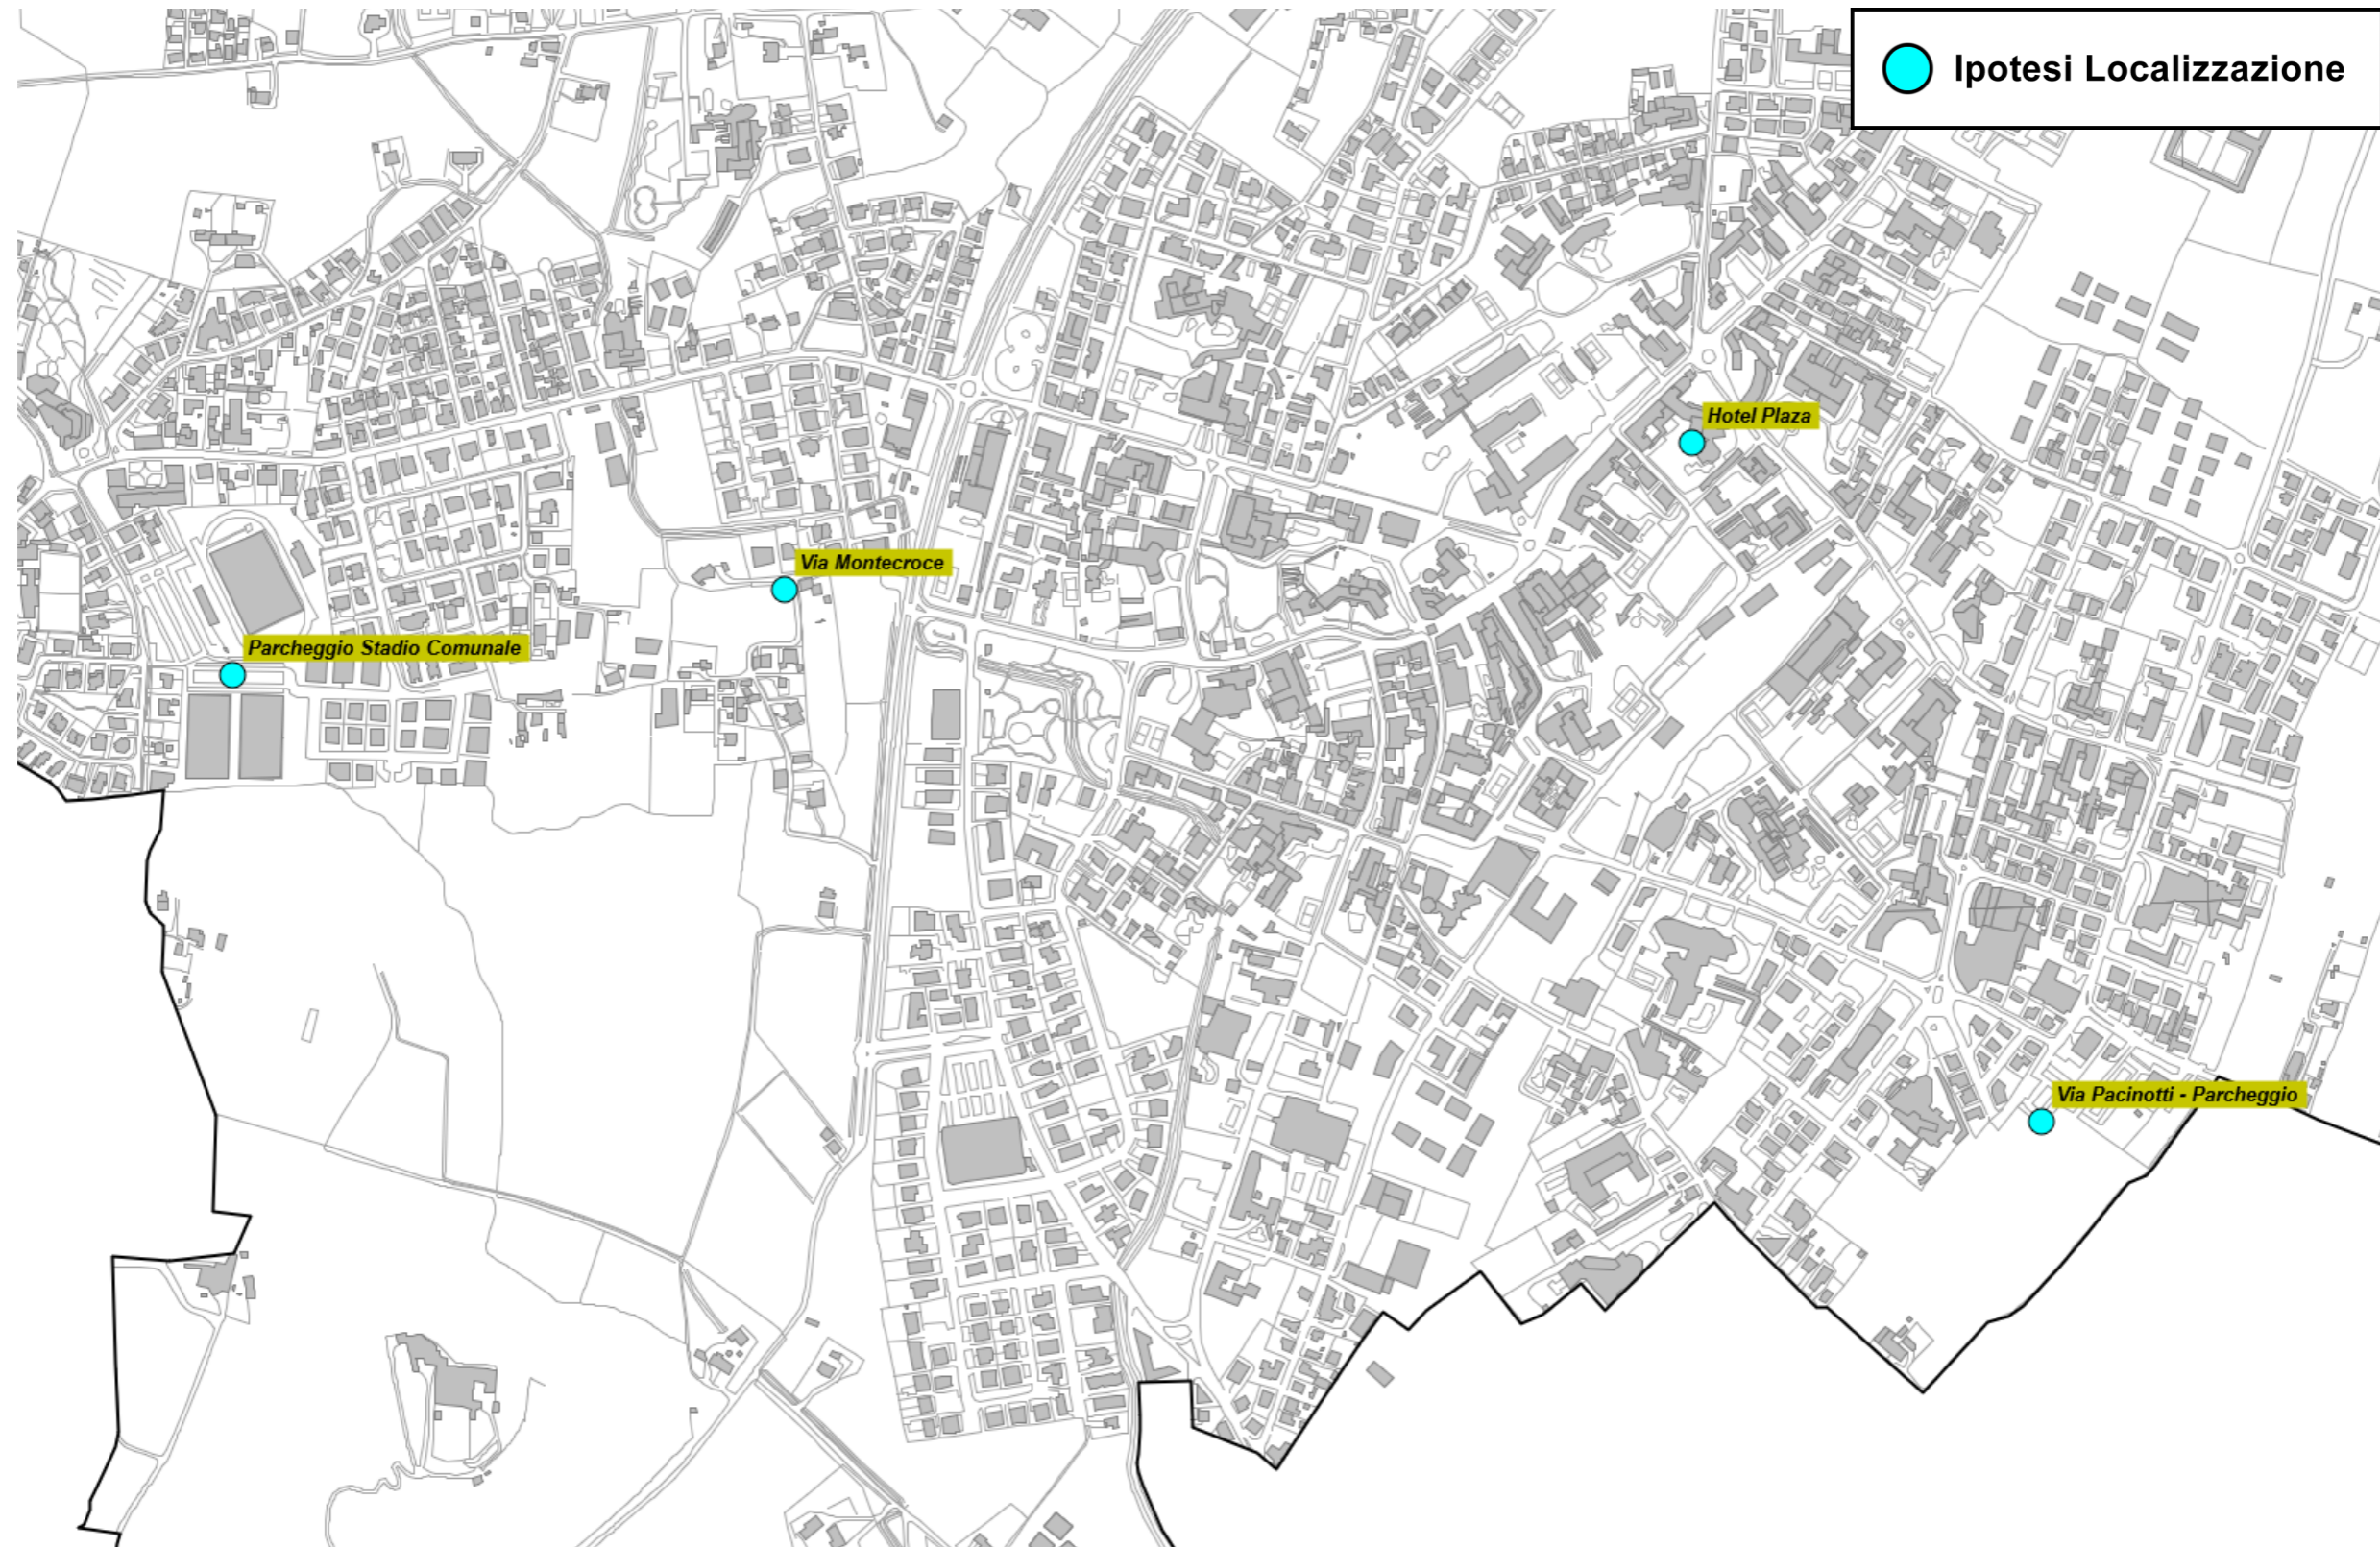 Ipotesi Localizzazione
Hotel Plaza
Via Montecroce
Parcheggio Stadio Comunale
Via Pacinotti - Parcheggio